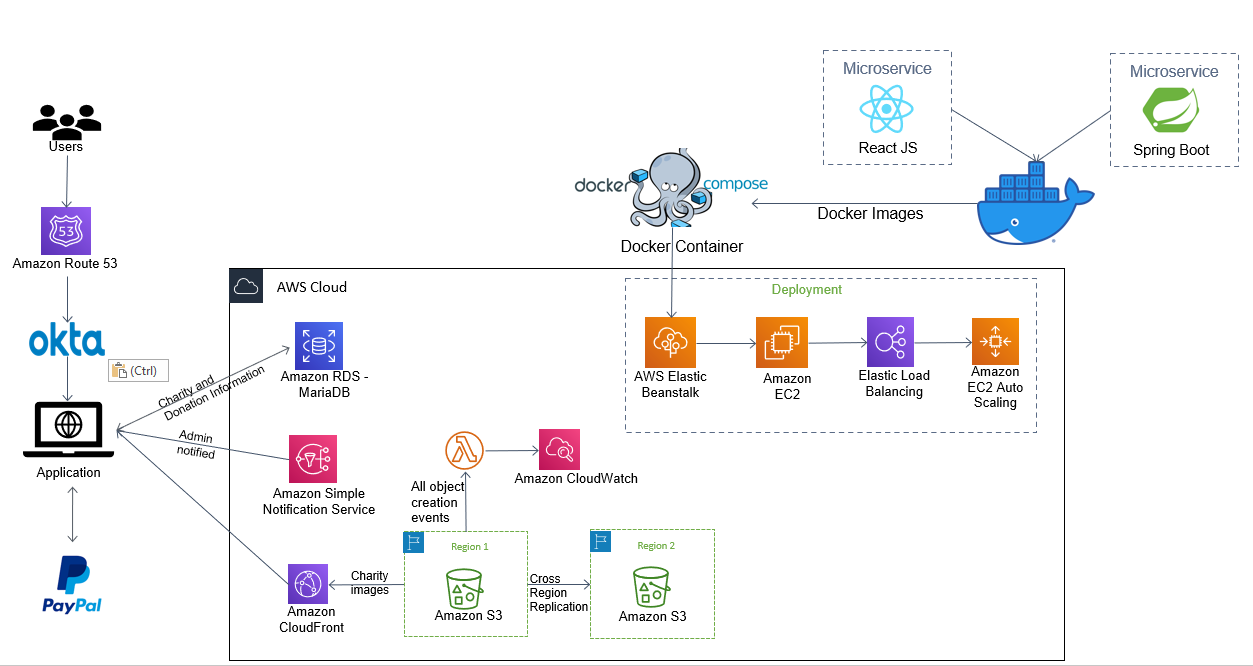 Microservice
React JS
Microservice
Spring Boot
Users
53
Amazon Route 53
docker
compose
Docker Container
Docker Images
okta
(Ctrl)
Application
PayPal
AWS Cloud
Amazon RDS -
MariaDB
Charity and
Donation Information
Admin
notified
Amazon Simple
Notification Service
Amazon
CloudFront
Charity
images
All object
creation
events
Amazon CloudWatch
Region 1
Amazon S3
Cross
Region
Replication
Region 2
Amazon S3
Deployment
AWS Elastic
Beanstalk
Amazon
EC2
Elastic Load
Balancing
Amazon
EC2 Auto
Scaling